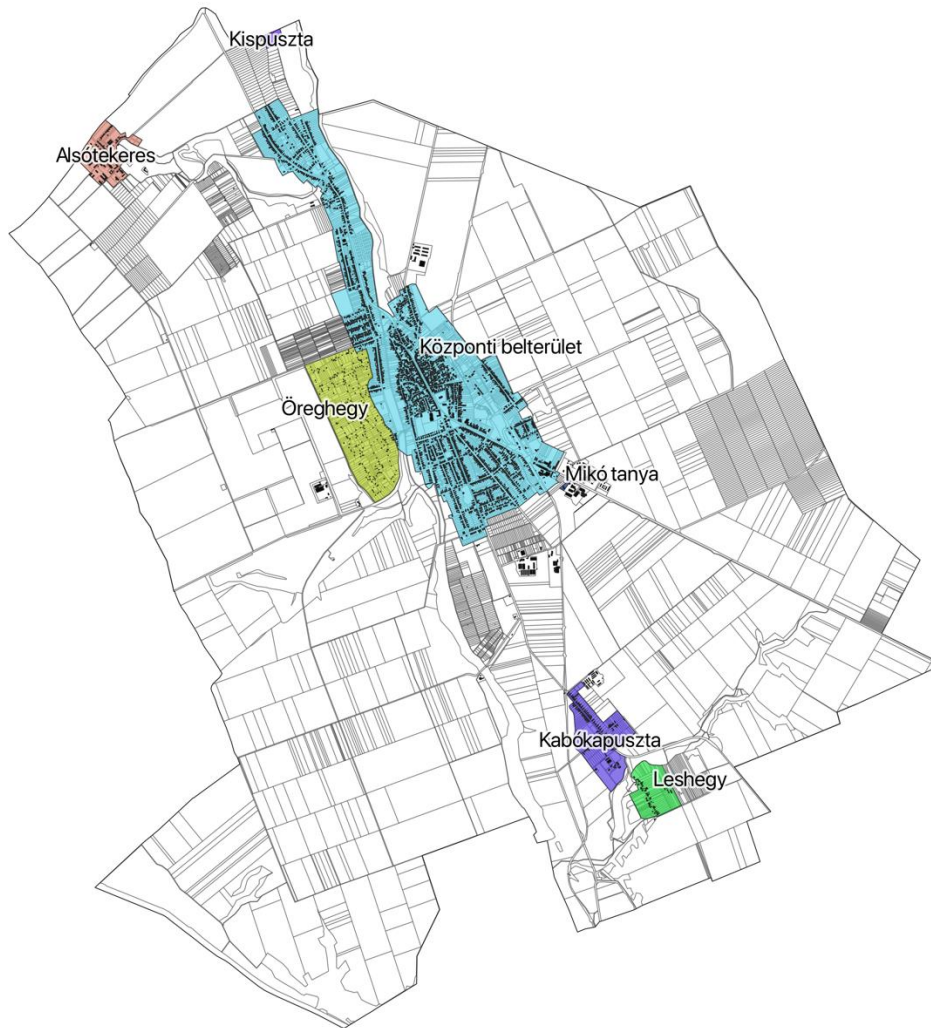 Kispuszta
Alsótekeres
Központi belterület
Öreghegy
Mikó tanya
Kabókapuszta
Leshegy